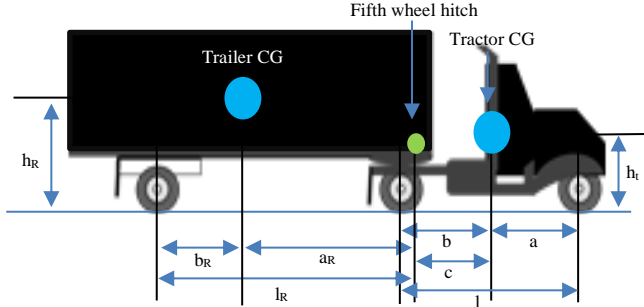 Fifth wheel hitch
Tractor CG
Trailer CG
hR
ht
b
a
bR
aR
c
lR
l